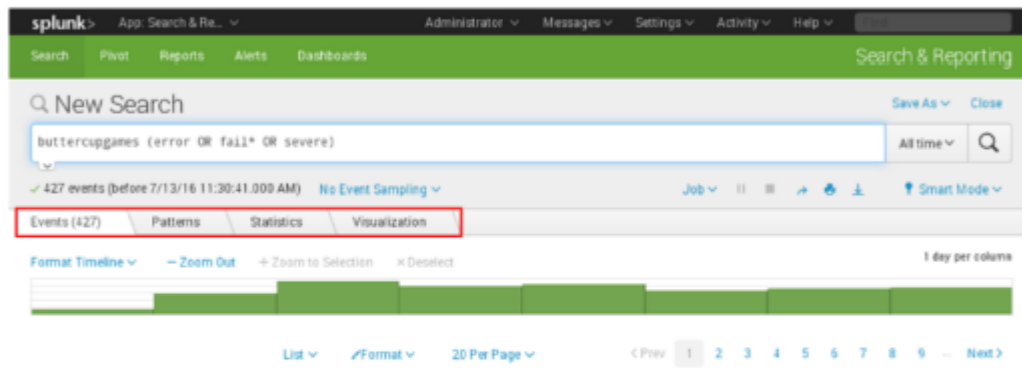 splunk> App: Search & Re... Administrator Messages Settings Activity Help Find
Search Pivot Reports Alerts Dashboards Search & Reporting
New Search Save As Close
buttercupgames (error OR fail* OR severe) All time
427 events (before 7/13/16 11:30:41.000 AM) No Event Sampling Job Smart Mode
Events (427) Patterns Statistics Visualization
Format Timeline — Zoom Out + Zoom to Selection × Deselect 1 day per column
List Format 20 Per Page < Prev 1 2 3 4 5 6 7 8 9 ... Next >